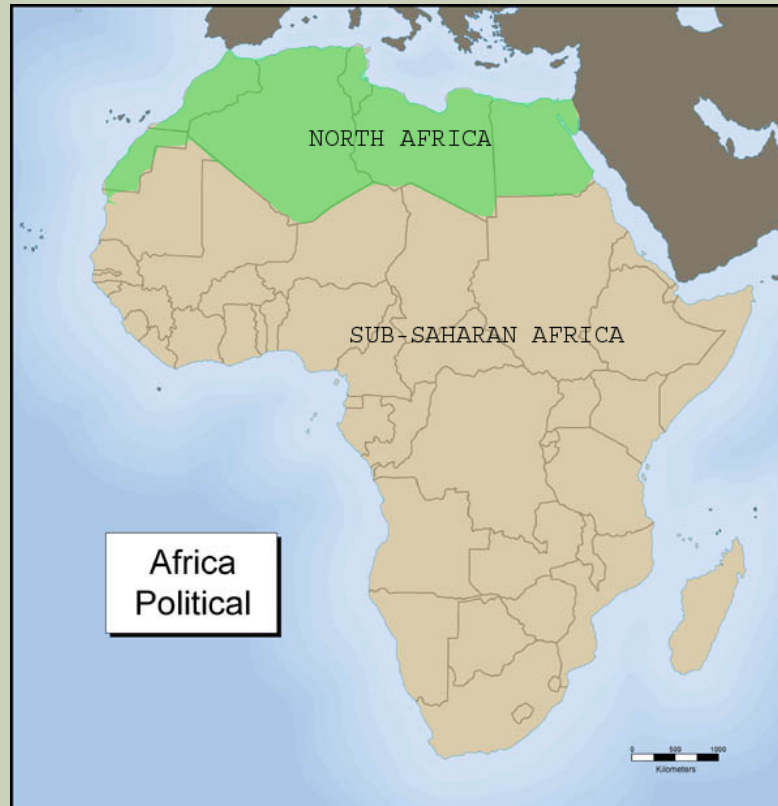 NORTH AFRICA
SUB-SAHARAN AFRICA
Africa
Political
0 500 1000
Kilometers